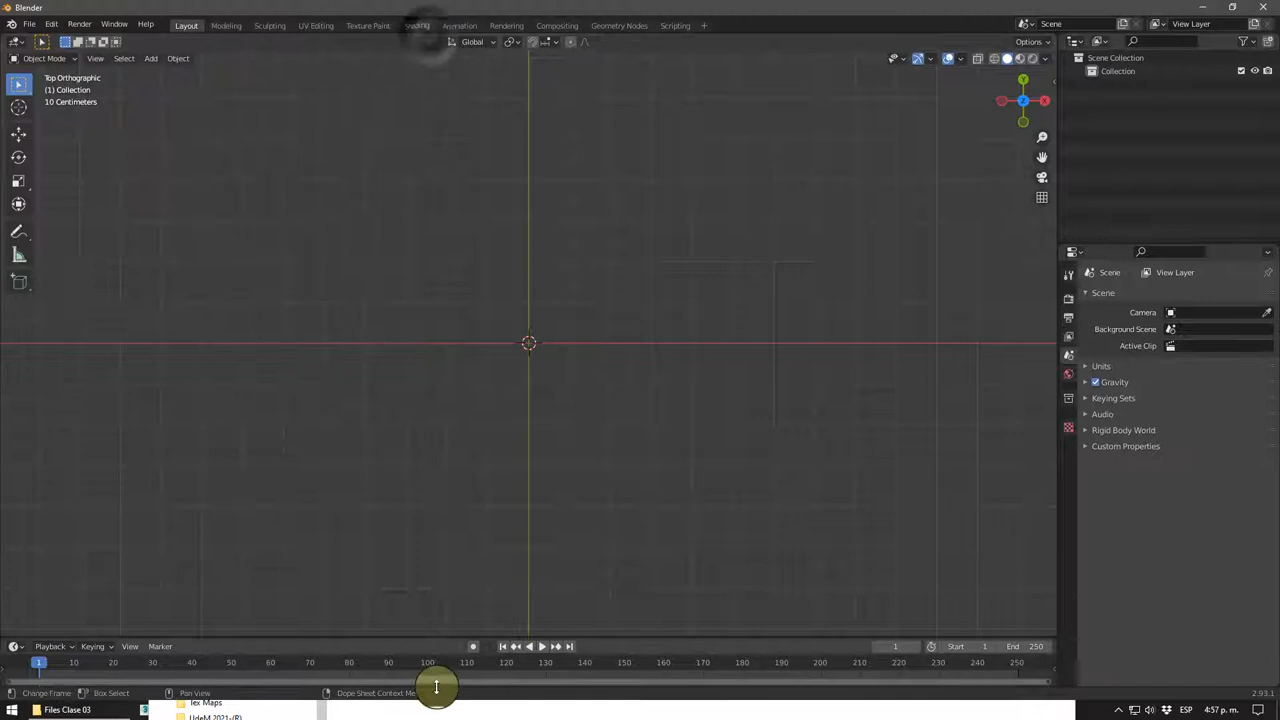 Blender
File Edit Render Window Help Layout Modeling Sculpting UV Editing Texture Paint Shading Animation Rendering Compositing Geometry Nodes Scripting + Scene View Layer
Global Options
Object Mode View Select Add Object
Top Orthographic
(1) Collection
10 Centimeters
Y
Z
X
Scene Collection
Collection
Scene View Layer
Scene
Camera
Background Scene
Active Clip
Units
Gravity
Keying Sets
Audio
Rigid Body World
Custom Properties
Playback Keying View Marker 1 Start 1 End 250
1 10 20 30 40 50 60 70 80 90 100 110 120 130 140 150 160 170 180 190 200 210 220 230 240 250
Change Frame Box Select Pan View Dope Sheet Context Me 2.93.1
Files Clase 03 3 Tex Maps
UdeM 2021-(R)
ESP 4:57 p. m.